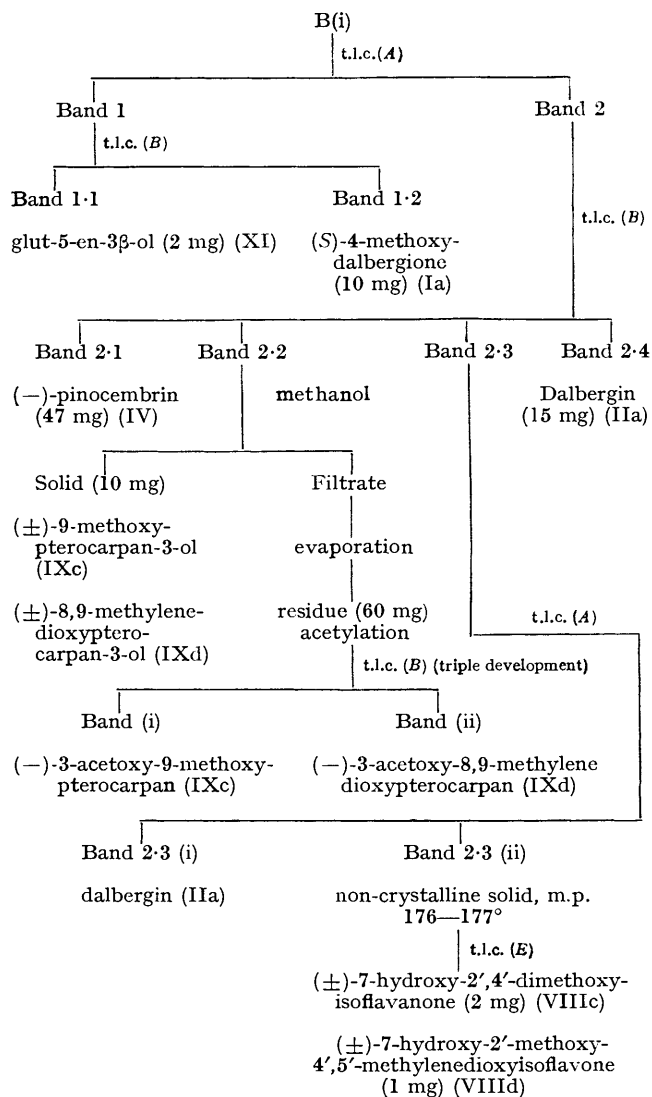 B(i)
t.l.c.(A)
Band 1
Band 2
t.l.c. (B)
Band 1·1
Band 1·2
glut-5-en-3β-ol (2 mg) (XI)
(S)-4-methoxy-
dalbergione
(10 mg) (Ia)
t.l.c. (B)
Band 2·1
Band 2·2
Band 2·3
Band 2·4
(—)-pinocembrin
(47 mg) (IV)
methanol
Dalbergin
(15 mg) (IIa)
Solid (10 mg)
Filtrate
(±)-9-methoxy-
pterocarpan-3-ol
(IXc)
evaporation
(±)-8,9-methylene-
dioxyptero-
carpan-3-ol (IXd)
residue (60 mg)
acetylation
t.l.c. (A)
t.l.c. (B) (triple development)
Band (i)
Band (ii)
(—)-3-acetoxy-9-methoxy-
pterocarpan (IXc)
(—)-3-acetoxy-8,9-methylene
dioxypterocarpan (IXd)
Band 2·3 (i)
Band 2·3 (ii)
dalbergin (IIa)
non-crystalline solid, m.p.
176—177°
t.l.c. (E)
(±)-7-hydroxy-2′,4′-dimethoxy-
isoflavanone (2 mg) (VIIIc)
(±)-7-hydroxy-2′-methoxy-
4′,5′-methylenedioxyisoflavone
(1 mg) (VIIId)